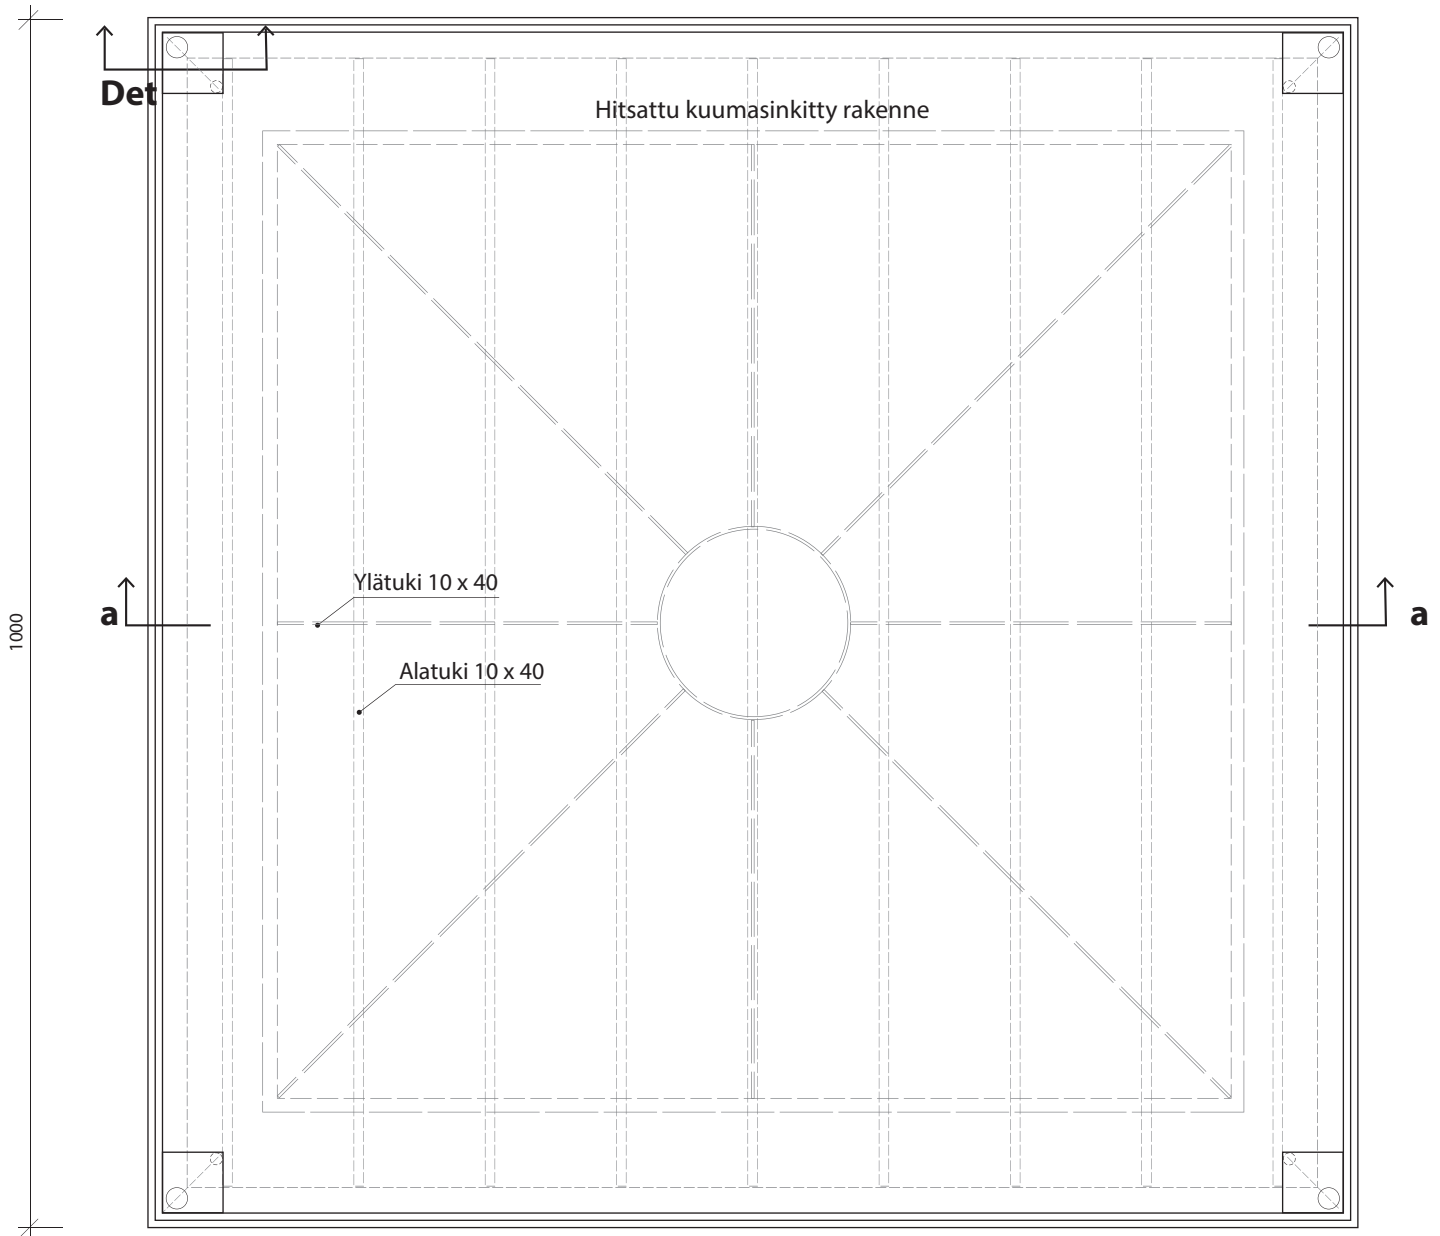 Det
Hitsattu kuumasinkitty rakenne
Ylätuki 10 x 40
a
a
1000
Alatuki 10 x 40